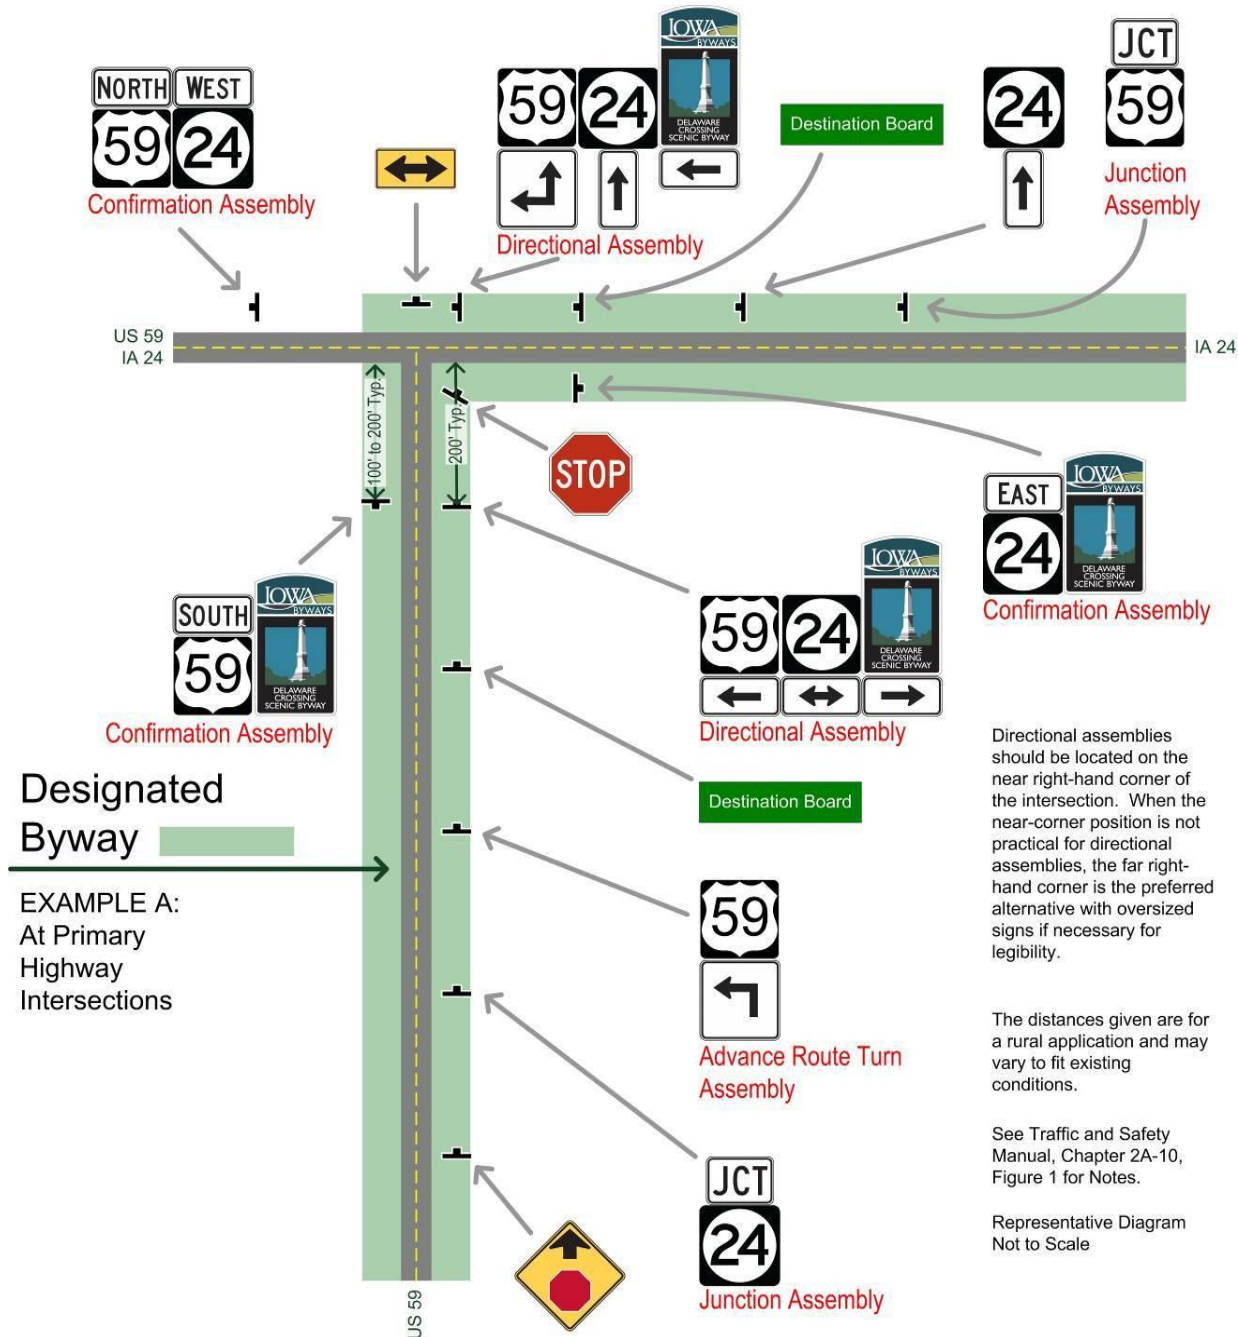 NORTH WEST
59 24
Confirmation Assembly
IOWA
BYWAYS
59 24
DELAWARE
CROSSING
SCENIC BYWAY
Directional Assembly
Destination Board
24
JCT
59
Junction
Assembly
US 59
IA 24
IA 24
100' to 200' Typ.
200' Typ.
STOP
EAST
24
IOWA
BYWAYS
DELAWARE
CROSSING
SCENIC BYWAY
Confirmation Assembly
SOUTH
59
IOWA
BYWAYS
DELAWARE
CROSSING
SCENIC BYWAY
Confirmation Assembly
59 24
IOWA
BYWAYS
DELAWARE
CROSSING
SCENIC BYWAY
Directional Assembly
Destination Board
Designated
Byway
EXAMPLE A:
At Primary
Highway
Intersections
59
Advance Route Turn
Assembly
JCT
24
Junction Assembly
US 59
Directional assemblies
should be located on the
near right-hand corner of
the intersection. When the
near-corner position is not
practical for directional
assemblies, the far right-
hand corner is the preferred
alternative with oversized
signs if necessary for
legibility.
The distances given are for
a rural application and may
vary to fit existing
conditions.
See Traffic and Safety
Manual, Chapter 2A-10,
Figure 1 for Notes.
Representative Diagram
Not to Scale